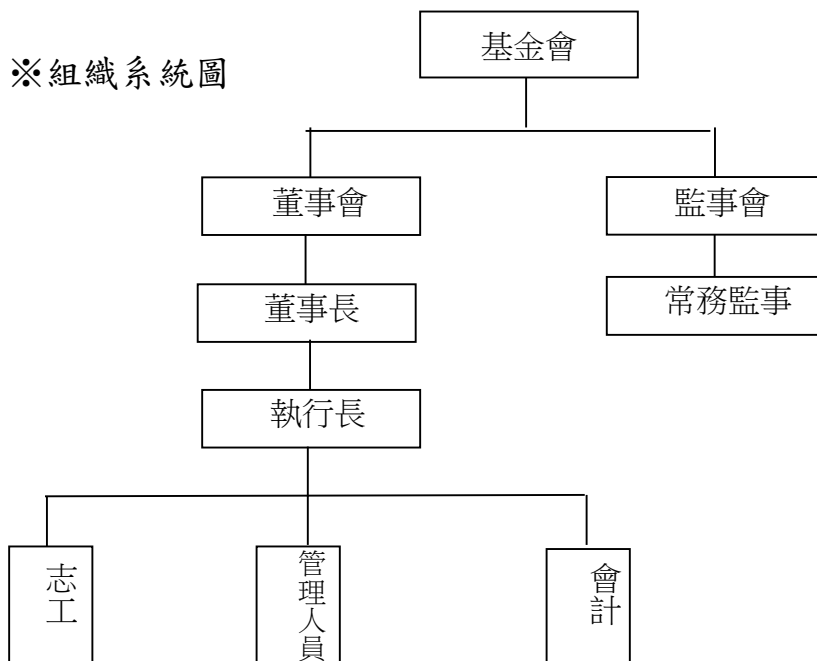 ※組織系統圖
基金會
董事會
監事會
董事長
常務監事
執行長
志工
管理人員
會計